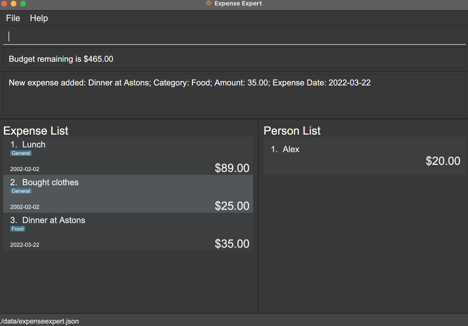 Expense Expert
File Help
Budget remaining is $465.00
New expense added: Dinner at Astons; Category: Food; Amount: 35.00; Expense Date: 2022-03-22
Expense List
1. Lunch
General
2002-02-02 $89.00
2. Bought clothes
General
2002-02-02 $25.00
3. Dinner at Astons
Food
2022-03-22 $35.00
Person List
1. Alex
$20.00
./data/expenseexpert.json